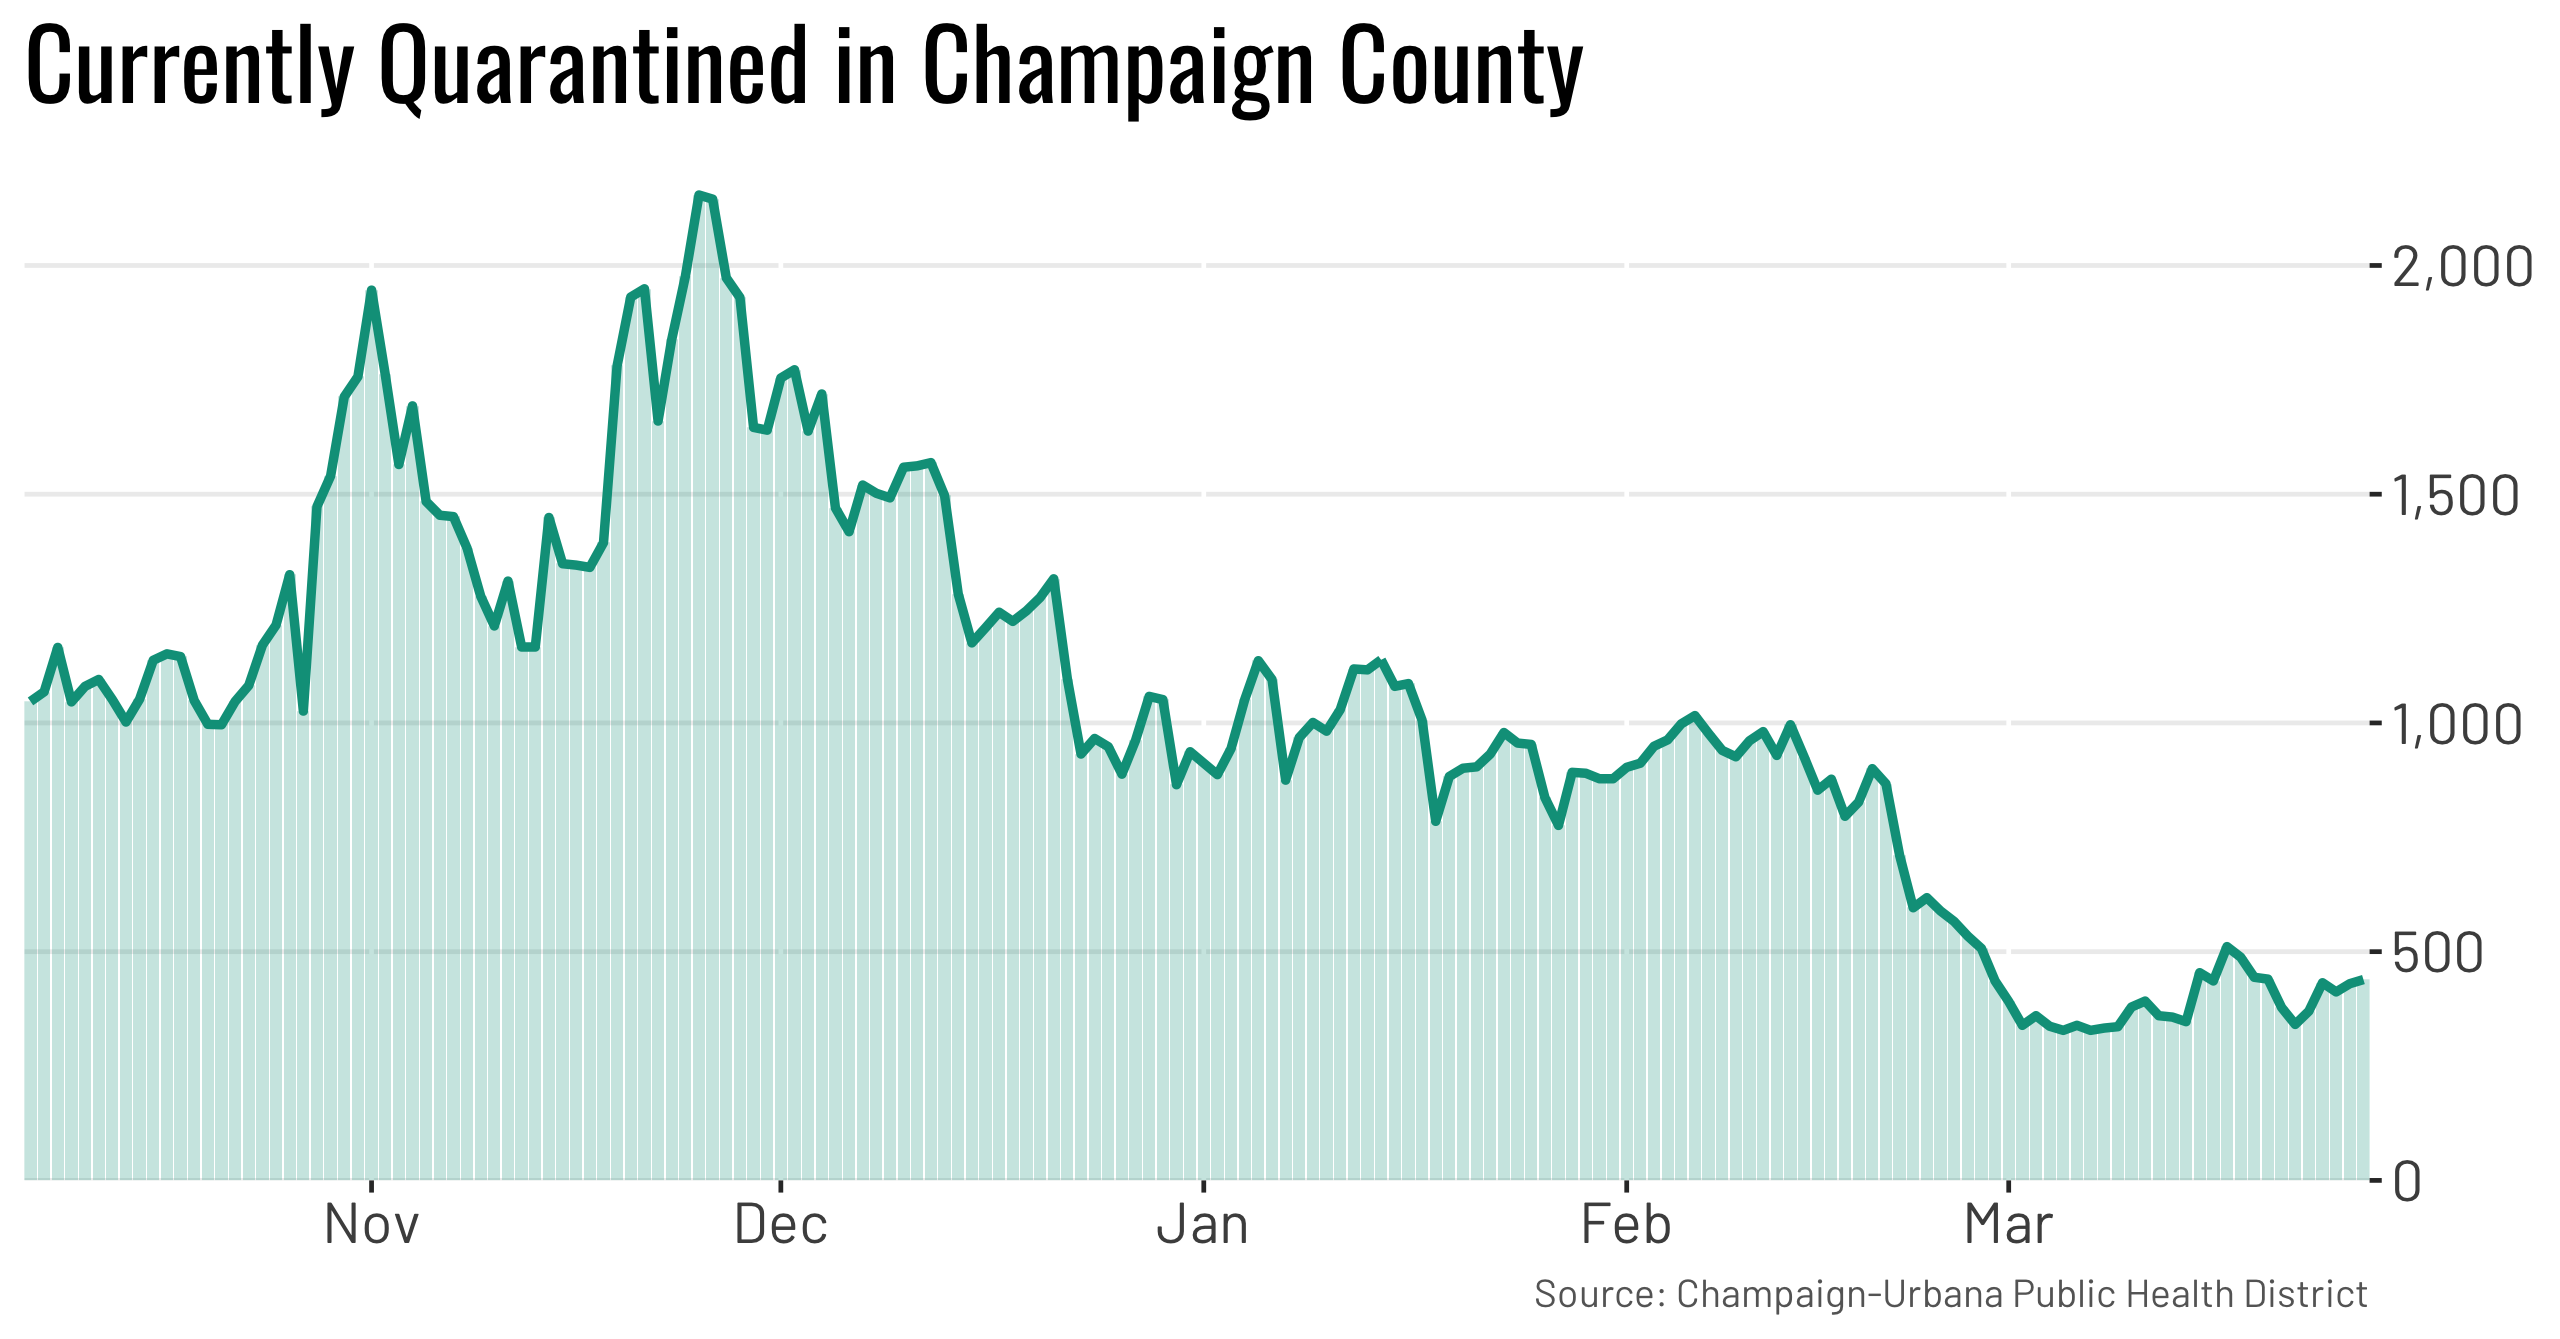 Currently Quarantined in Champaign County
2,000
1,500
1,000
500
0
Nov Dec Jan Feb Mar
Source: Champaign-Urbana Public Health District